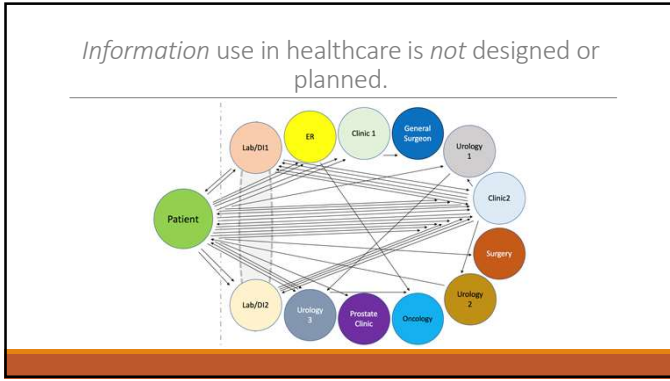 Information use in healthcare is not designed or
planned.
Lab/DI1
ER
Clinic 1
General
Surgeon
Urology
1
Clinic2
Patient
Surgery
Urology
2
Lab/DI2
Urology
3
Prostate
Clinic
Oncology